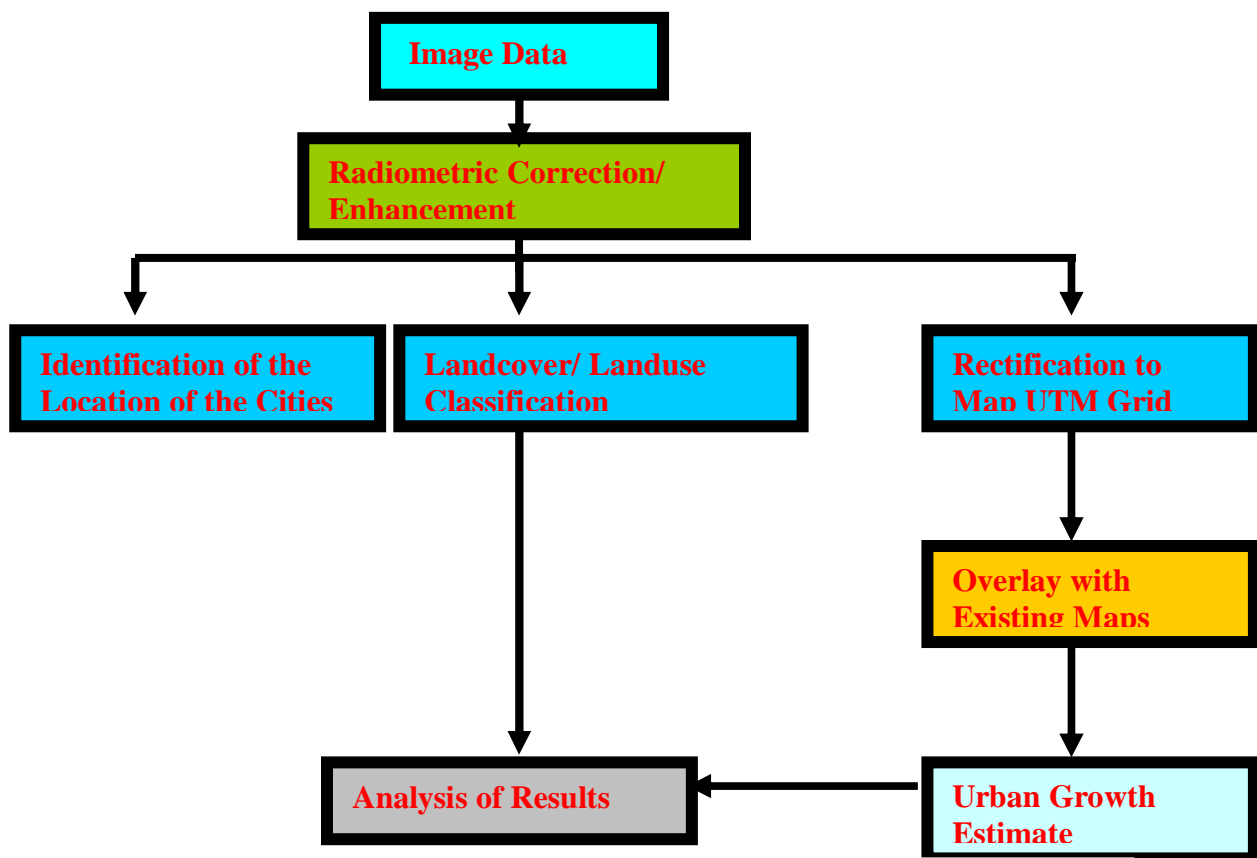 Image Data
Radiometric Correction/
Enhancement
Identification of the
Location of the Cities
Landcover/ Landuse
Classification
Rectification to
Map UTM Grid
Overlay with
Existing Maps
Analysis of Results
Urban Growth
Estimate